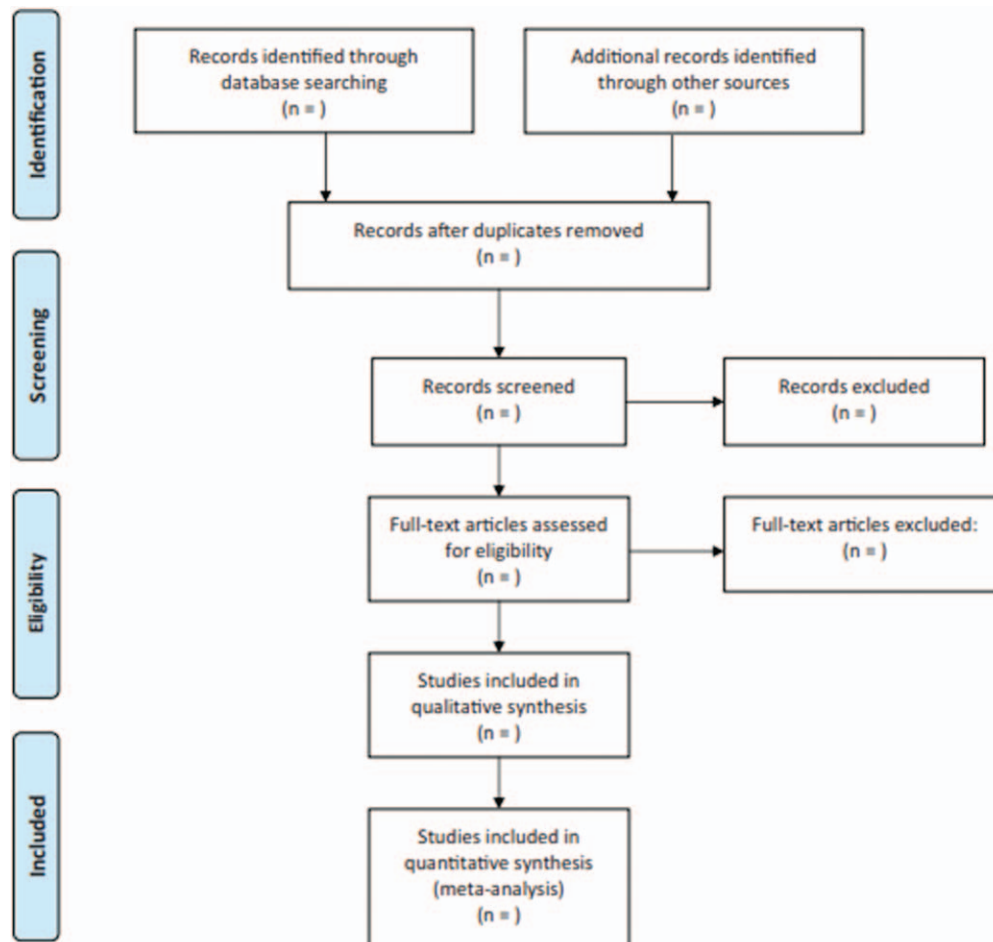 Identification
Records identified through
database searching
(n = )
Additional records identified
through other sources
(n = )
Records after duplicates removed
(n = )
Screening
Records screened
(n = )
Records excluded
(n = )
Eligibility
Full-text articles assessed
for eligibility
(n = )
Full-text articles excluded:
(n = )
Studies included in
qualitative synthesis
(n = )
Included
Studies included in
quantitative synthesis
(meta-analysis)
(n = )